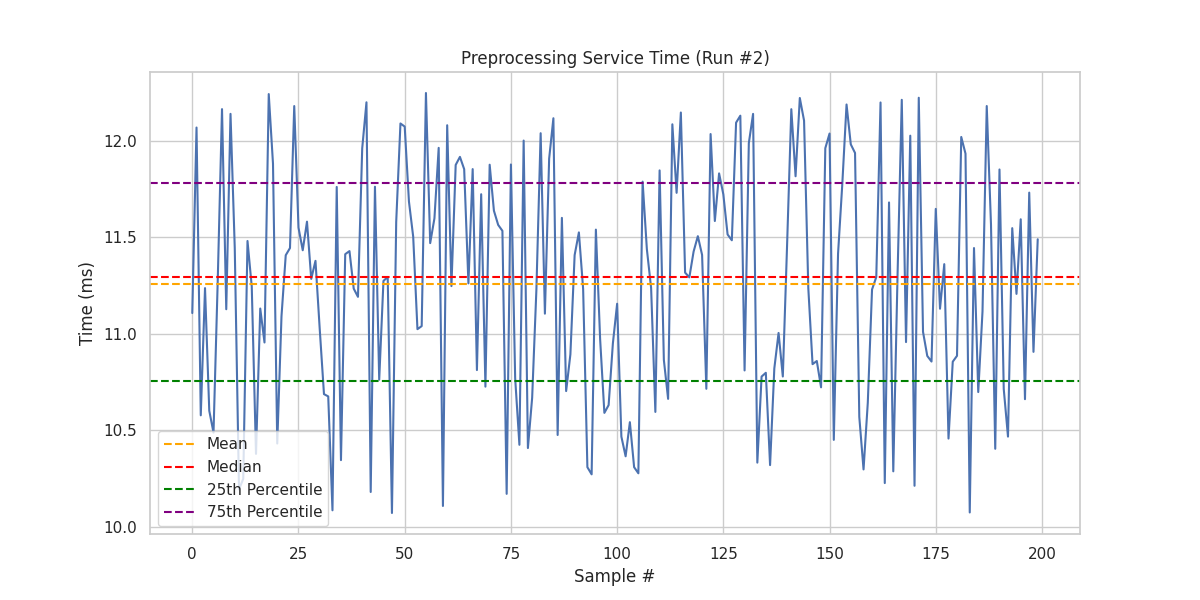 Preprocessing Service Time (Run #2)
Time (ms)
12.0
11.5
11.0
10.5
10.0
Mean
Median
25th Percentile
75th Percentile
0 25 50 75 100 125 150 175 200
Sample #